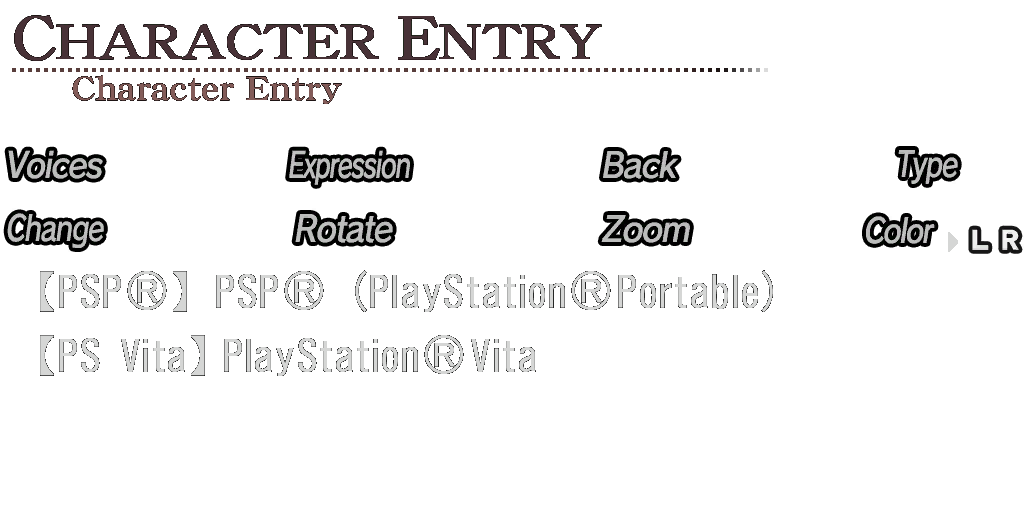 CHARACTER ENTRY
Character Entry
Voices Expression Back Type
Change Rotate Zoom Color L R
【PSP®】 PSP® (PlayStation®Portable)
【PS Vita】PlayStation®Vita